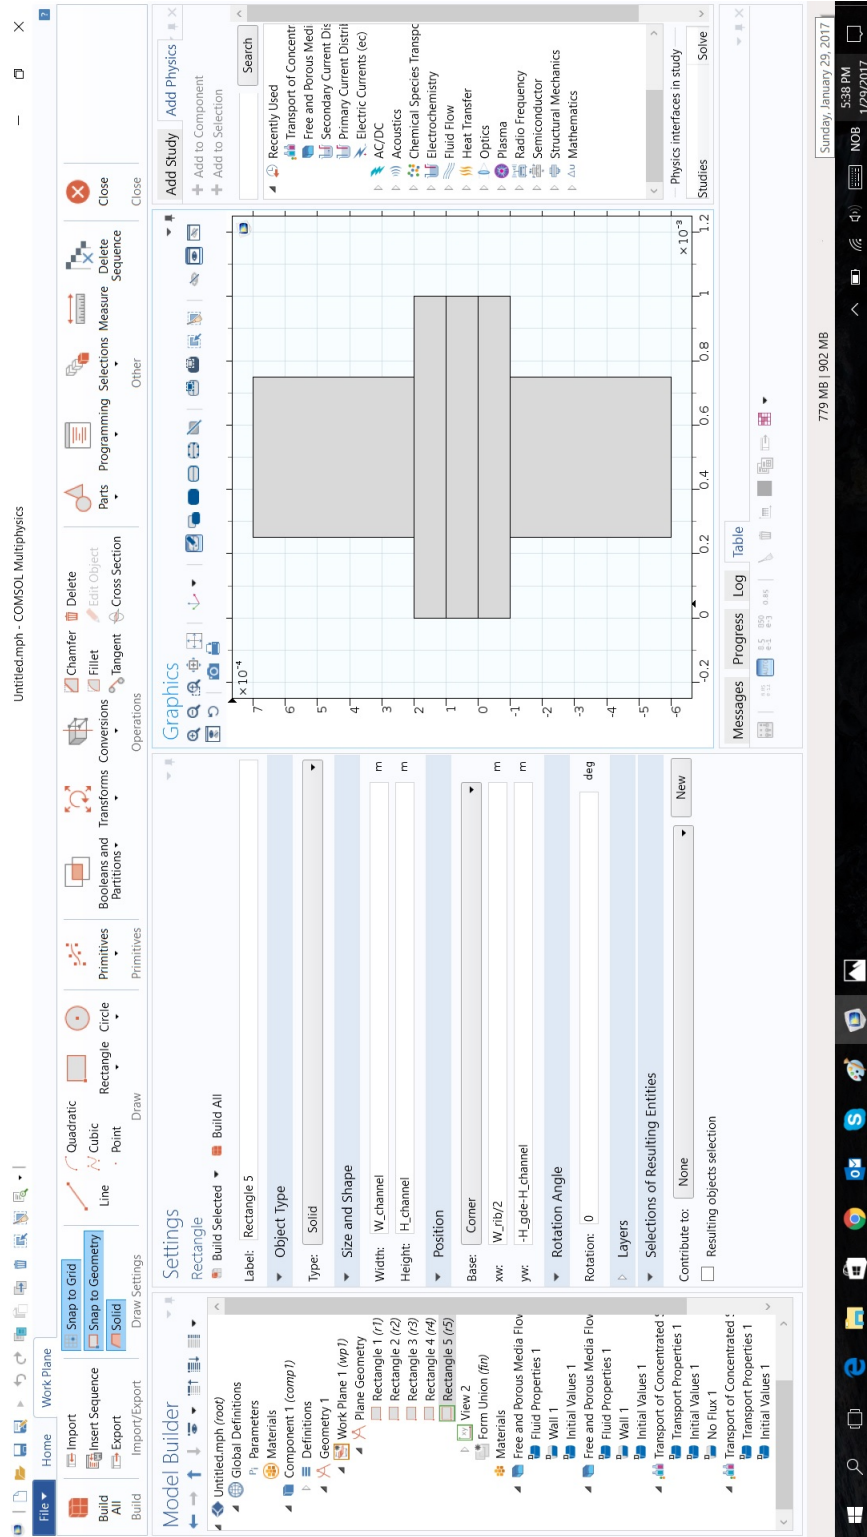 Untitled.mph - COMSOL Multiphysics
File Home Work Plane
Build All
Import
Insert Sequence
Export
Snap to Grid
Snap to Geometry
Solid
Line
Quadratic
Cubic
Point
Rectangle
Circle
Primitives
Booleans and Partitions
Transforms
Conversions
Chamfer
Fillet
Tangent
Delete
Edit Object
Cross Section
Parts
Programming
Selections
Measure
Delete Sequence
Close
Build Import/Export Draw Settings Draw Primitives Operations Other Close
Model Builder
Untitled.mph (root)
Global Definitions
Parameters
Materials
Component 1 (comp1)
Definitions
Geometry 1
Work Plane 1 (wp1)
Plane Geometry
Rectangle 1 (r1)
Rectangle 2 (r2)
Rectangle 3 (r3)
Rectangle 4 (r4)
Rectangle 5 (r5)
View 2
Form Union (fin)
Materials
Free and Porous Media Flov
Fluid Properties 1
Wall 1
Initial Values 1
Free and Porous Media Flov
Fluid Properties 1
Wall 1
Initial Values 1
Transport of Concentrated S
Transport Properties 1
Initial Values 1
No Flux 1
Transport of Concentrated S
Transport Properties 1
Initial Values 1
Settings
Rectangle
Build Selected Build All
Label: Rectangle 5
Object Type
Type: Solid
Size and Shape
Width: W_channel m
Height: H_channel m
Position
Base: Corner
xw: W_rib/2 m
yw: -H_gde-H_channel m
Rotation Angle
Rotation: 0 deg
Layers
Selections of Resulting Entities
Contribute to: None New
Resulting objects selection
Graphics
×10⁻⁴
7
6
5
4
3
2
1
0
-1
-2
-3
-4
-5
-6
-0.2 0 0.2 0.4 0.6 0.8 1 1.2
×10⁻³
Messages Progress Log Table
Add Study Add Physics
Add to Component
Add to Selection
Search
Recently Used
Transport of Concentr
Free and Porous Medi
Secondary Current Dis
Primary Current Distril
Electric Currents (ec)
AC/DC
Acoustics
Chemical Species Transpc
Electrochemistry
Fluid Flow
Heat Transfer
Optics
Plasma
Radio Frequency
Semiconductor
Structural Mechanics
Mathematics
Physics interfaces in study
Studies Solve
779 MB | 902 MB
Sunday, January 29, 2017
NOB
5:38 PM
1/29/2017